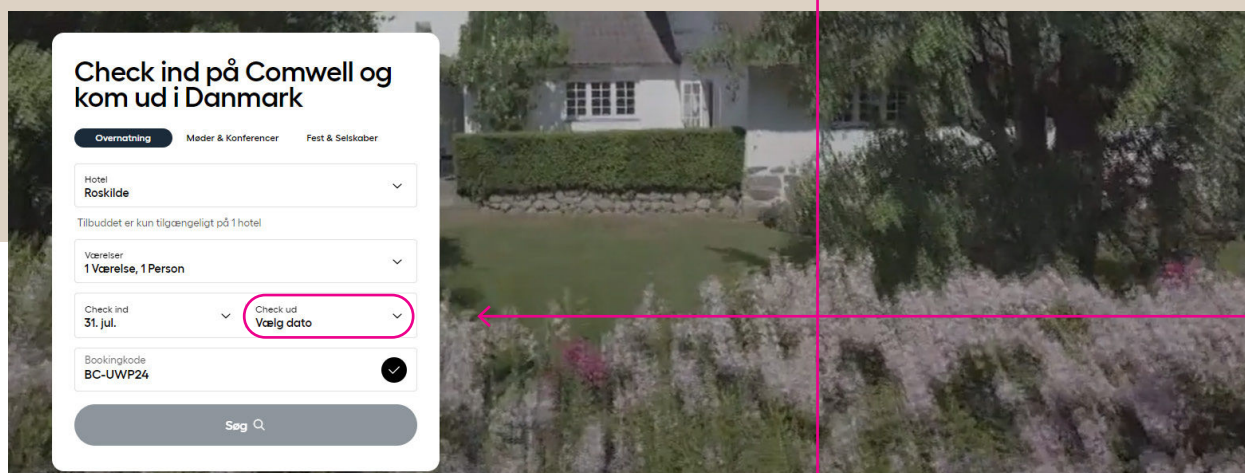 Check ind på Comwell og
kom ud i Danmark
Overnatning Møder & Konferencer Fest & Selskaber
Hotel
Roskilde
Tilbuddet er kun tilgængeligt på 1 hotel
Værelser
1 Værelse, 1 Person
Check ind
31. jul.
Check ud
Vælg dato
Bookingkode
BC-UWP24
Søg